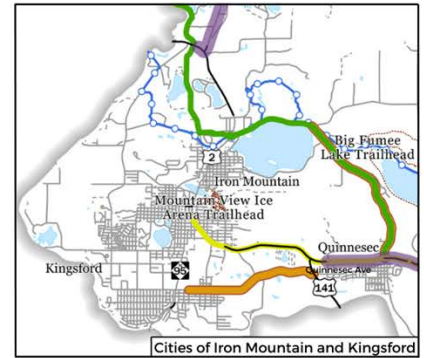 Big Fumee
Lake Trailhead
2
Iron Mountain
Mountain View Ice
Arena Trailhead
Quinnesec
Kingsford
95
Quinnesec Ave
141
Cities of Iron Mountain and Kingsford